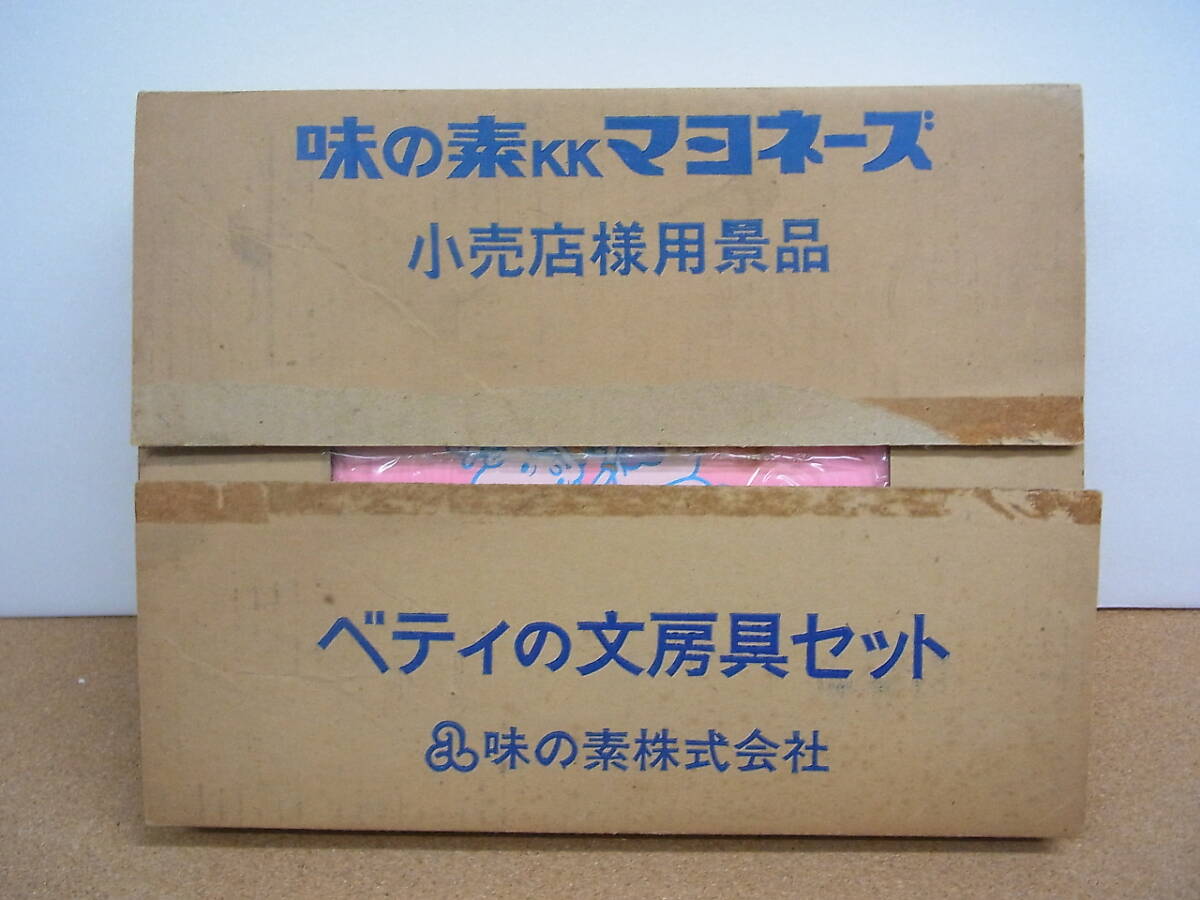 味の素KKマヨネーズ
小売店様用景品
ベティの文房具セット
味の素株式会社